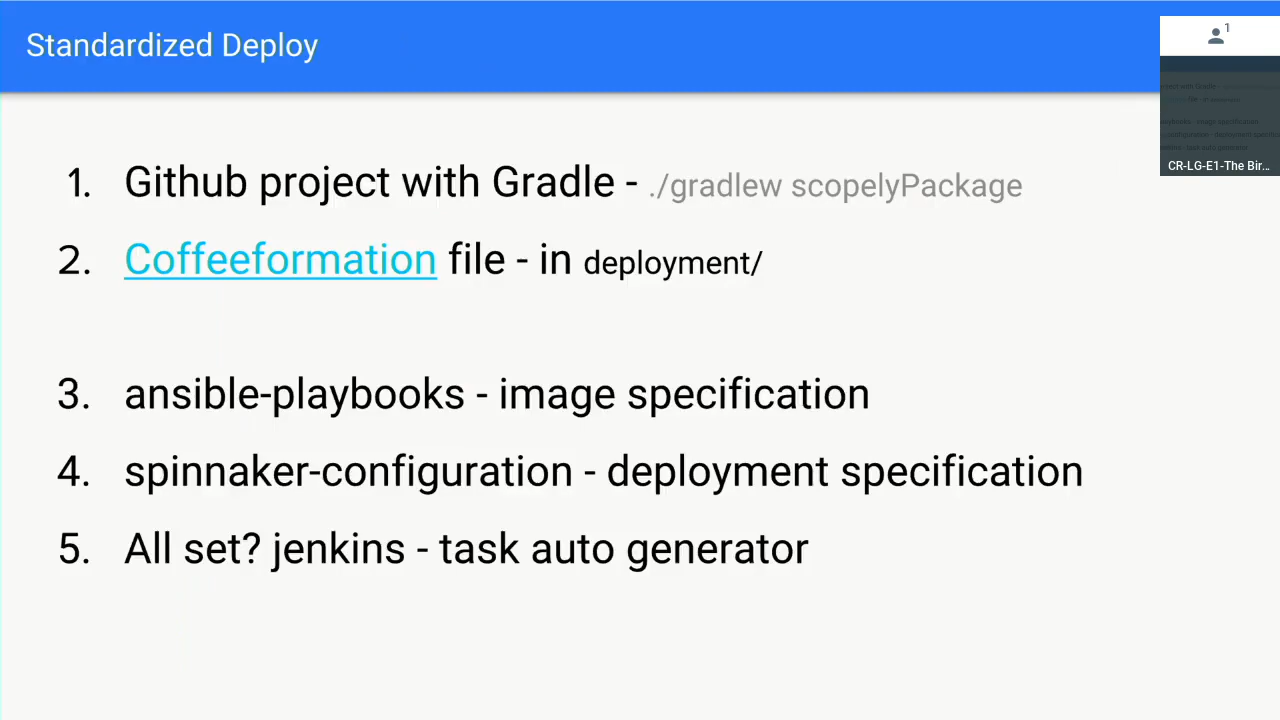 Standardized Deploy
1
1. Github project with Gradle - ./gradlew scopelyPackage
2. Coffeeformation file - in deployment/
3. ansible-playbooks - image specification
4. spinnaker-configuration - deployment specification
5. All set? jenkins - task auto generator
CR-LG-E1-The Bir...